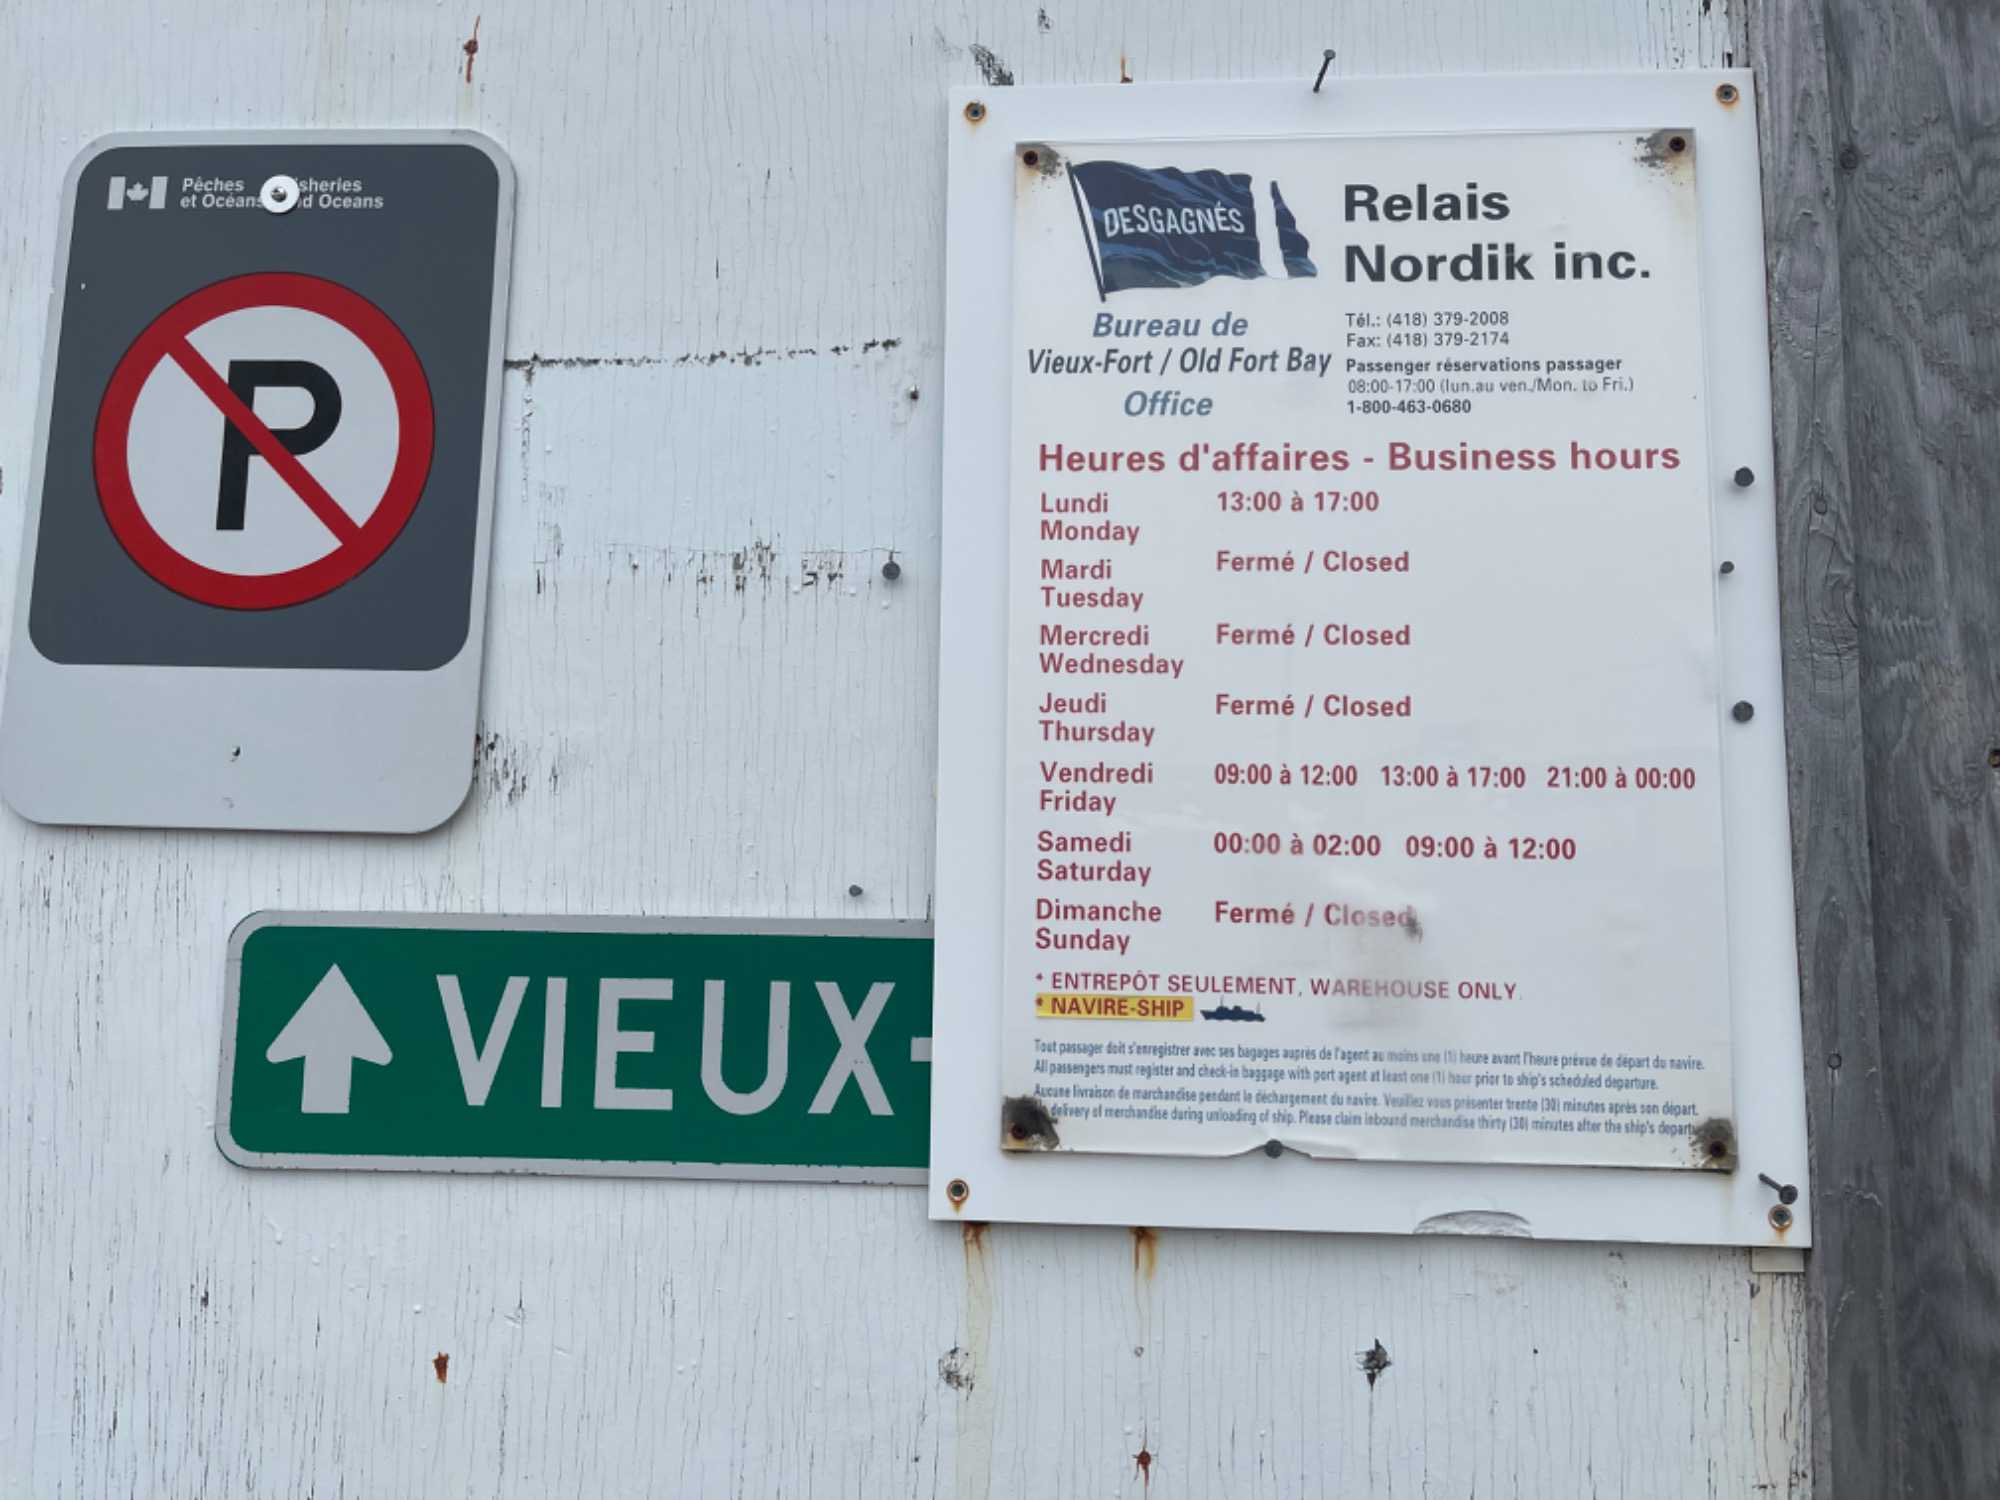 Pêches
et Océans
and Oceans
P
VIEUX-
DESGAGNÉS
Relais
Nordik inc.
Bureau de
Vieux-Fort / Old Fort Bay
Office
Tél.: (418) 379-2008
Fax: (418) 379-2174
Passenger réservations passager
08:00-17:00 (lun.au ven./Mon. to Fri.)
1-800-463-0680
Heures d'affaires - Business hours
Lundi 13:00 à 17:00
Monday
Mardi Fermé / Closed
Tuesday
Mercredi Fermé / Closed
Wednesday
Jeudi Fermé / Closed
Thursday
Vendredi 09:00 à 12:00 13:00 à 17:00 21:00 à 00:00
Friday
Samedi 00:00 à 02:00 09:00 à 12:00
Saturday
Dimanche Fermé / Closed
Sunday
* ENTREPÔT SEULEMENT, WAREHOUSE ONLY.
* NAVIRE-SHIP
Tout passager doit s'enregistrer avec ses bagages auprès de l'agent au moins une (1) heure avant l'heure prévue de départ du navire.
All passengers must register and check-in baggage with port agent at least one (1) hour prior to ship's scheduled departure.
Aucune livraison de marchandise pendant le déchargement du navire. Veuillez vous présenter trente (30) minutes après son départ.
delivery of merchandise during unloading of ship. Please claim inbound merchandise thirty (30) minutes after the ship's